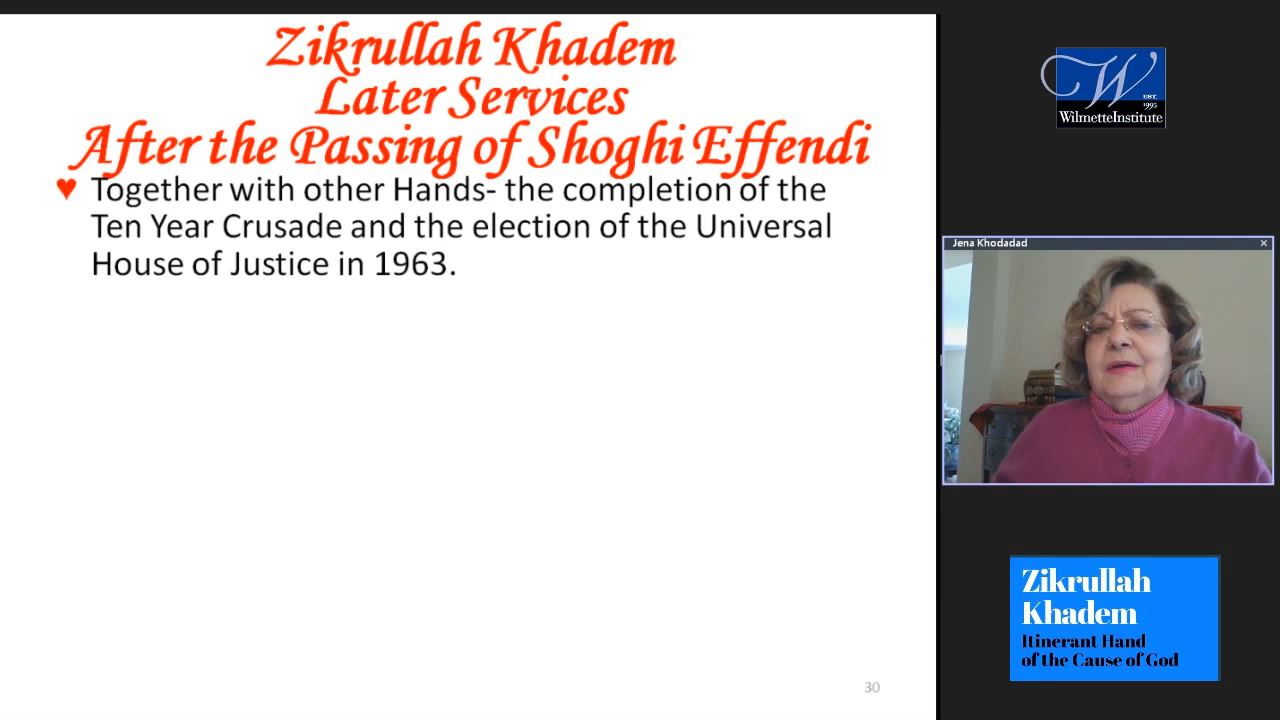 Zikrullah Khadem
Later Services
After the Passing of Shoghi Effendi
♥ Together with other Hands- the completion of the
Ten Year Crusade and the election of the Universal
House of Justice in 1963.
30
W
EST.
1995
WilmetteInstitute
Jena Khodadad
Zikrullah
Khadem
Itinerant Hand
of the Cause of God